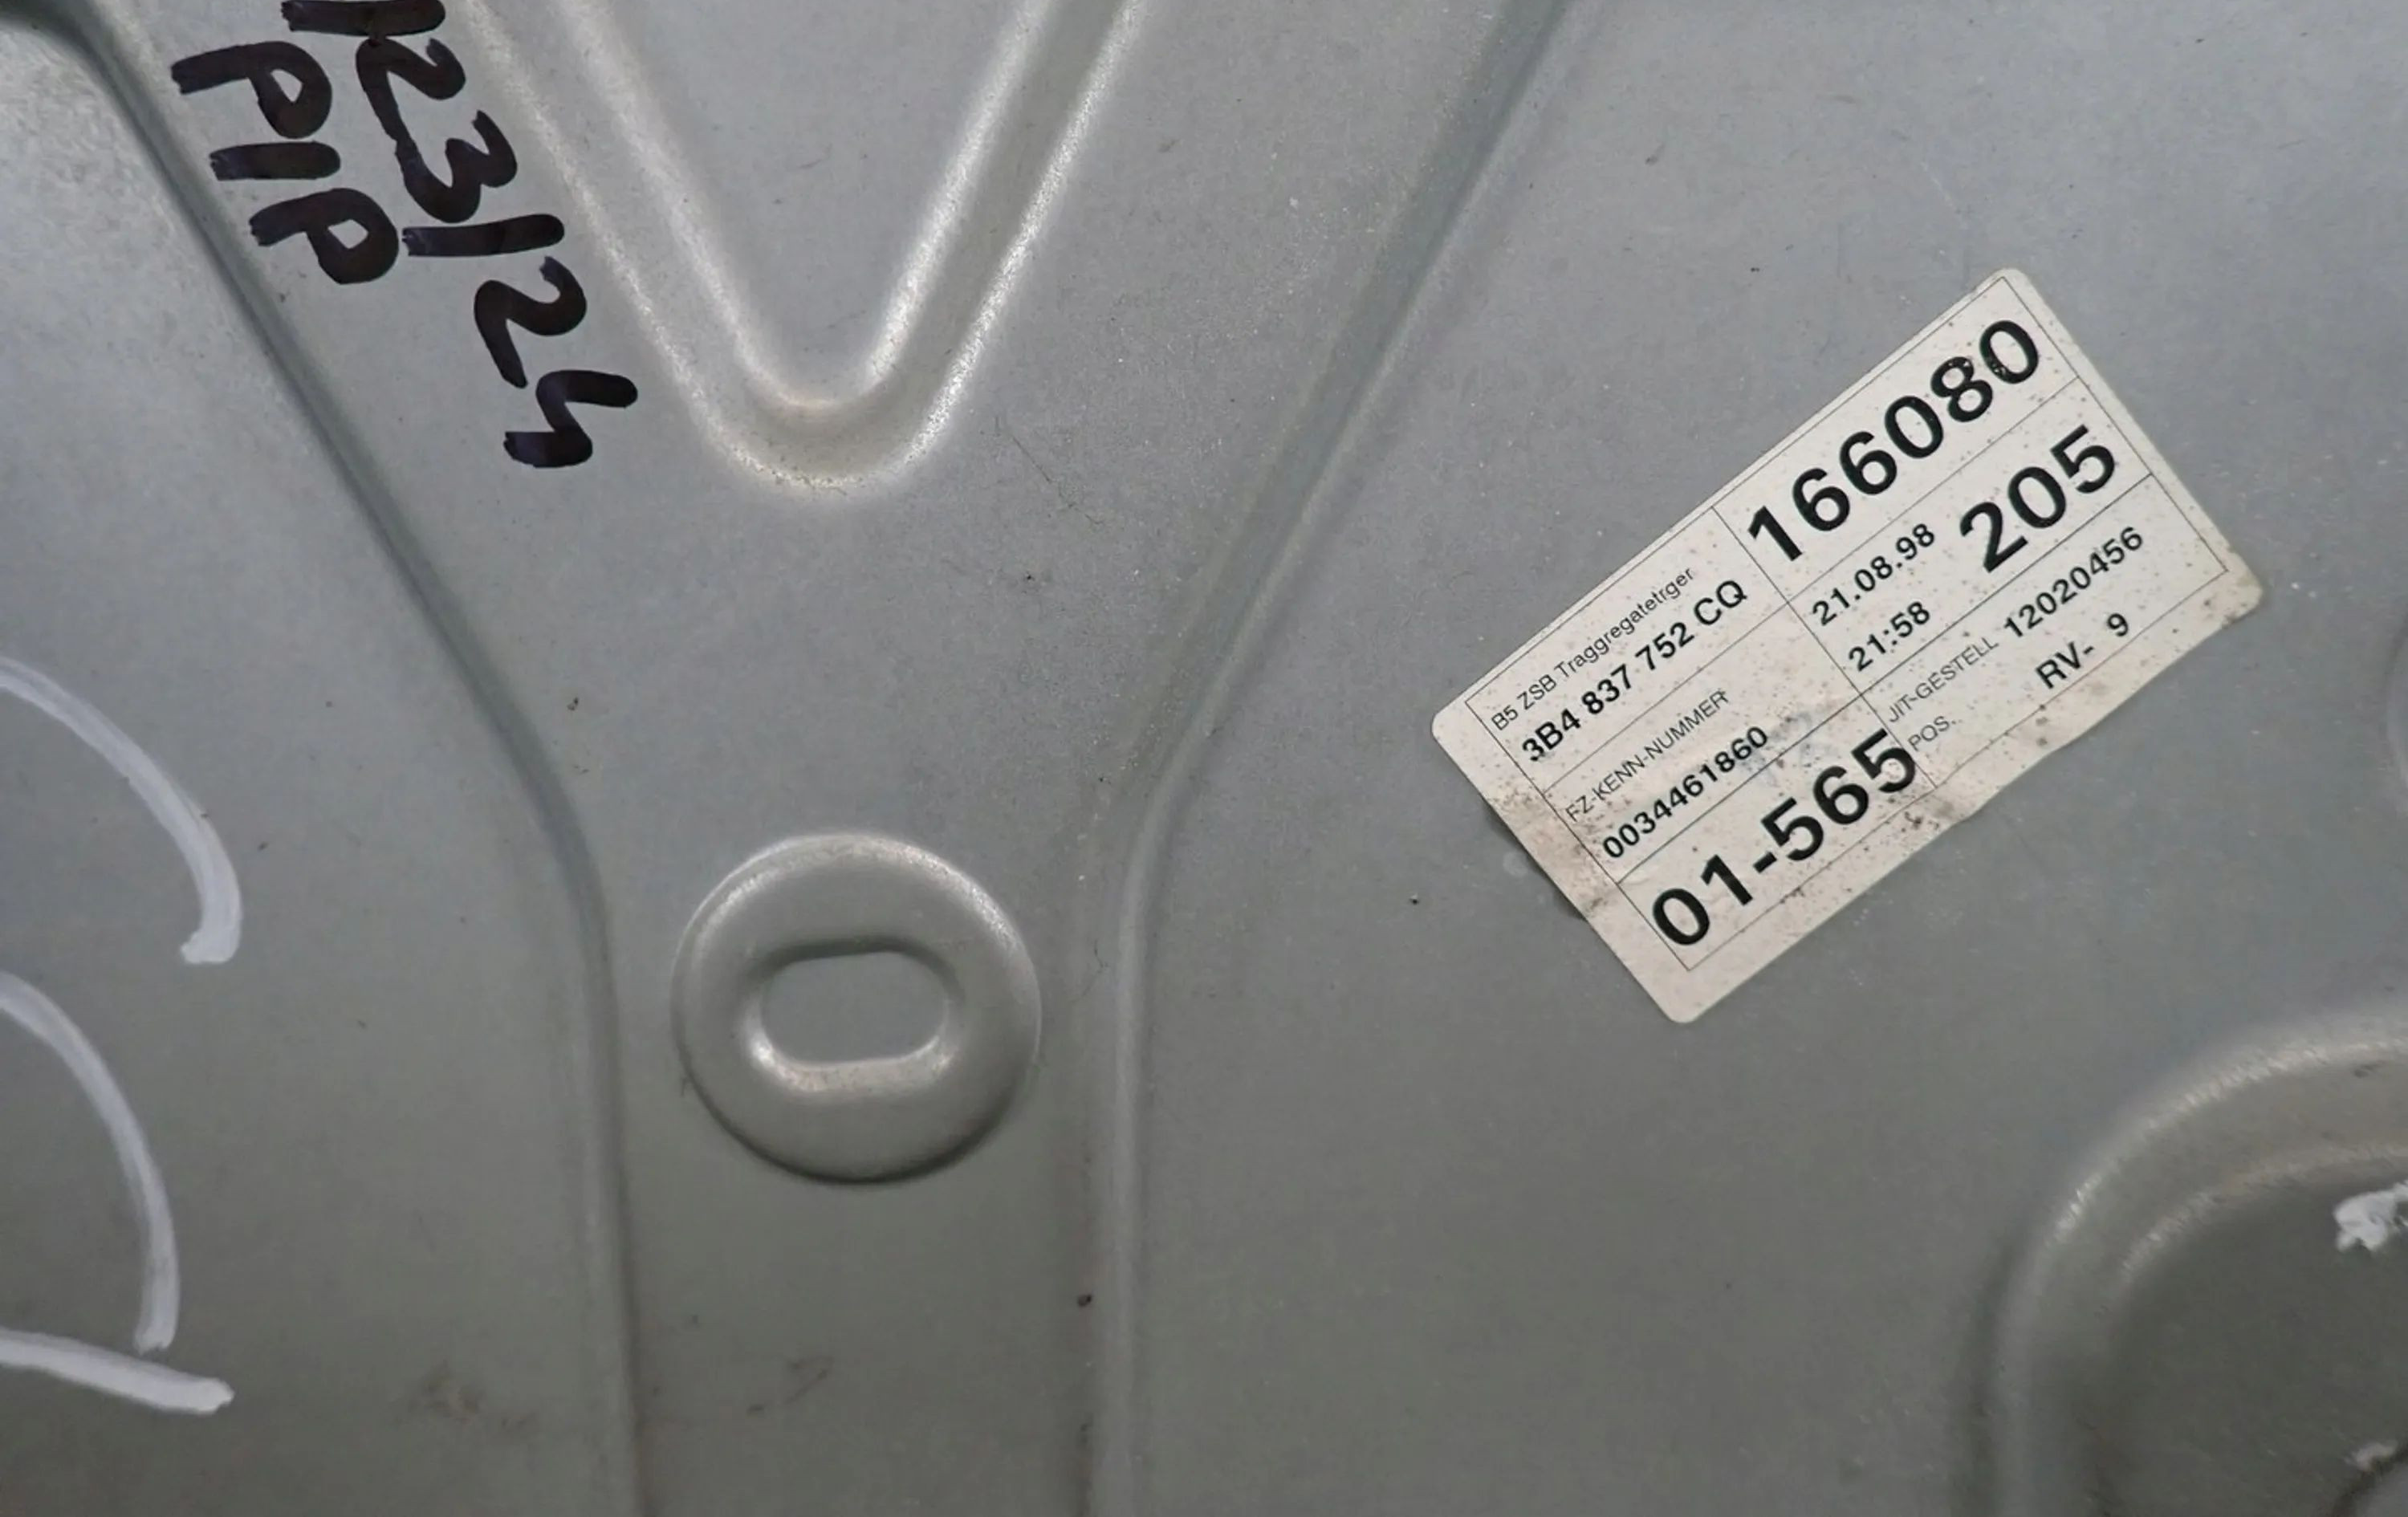 123/24
PIP
B5 ZSB Traggregatetrger
3B4 837 752 CQ
166080
FZ-KENN-NUMMER
0034461860
21.08.98
21:58
205
01-565
JIT-GESTELL 12020456
POS. RV- 9